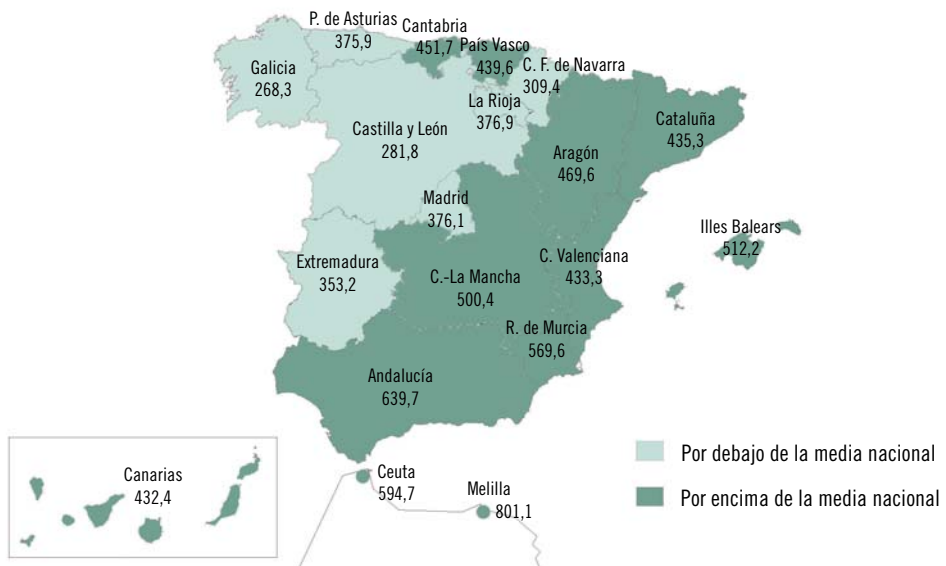 P. de Asturias
375,9
Cantabria
451,7
País Vasco
439,6
C. F. de Navarra
309,4
Galicia
268,3
La Rioja
376,9
Cataluña
435,3
Castilla y León
281,8
Aragón
469,6
Madrid
376,1
Illes Balears
512,2
Extremadura
353,2
C.-La Mancha
500,4
C. Valenciana
433,3
R. de Murcia
569,6
Andalucía
639,7
Canarias
432,4
Ceuta
594,7
Melilla
801,1
Por debajo de la media nacional
Por encima de la media nacional